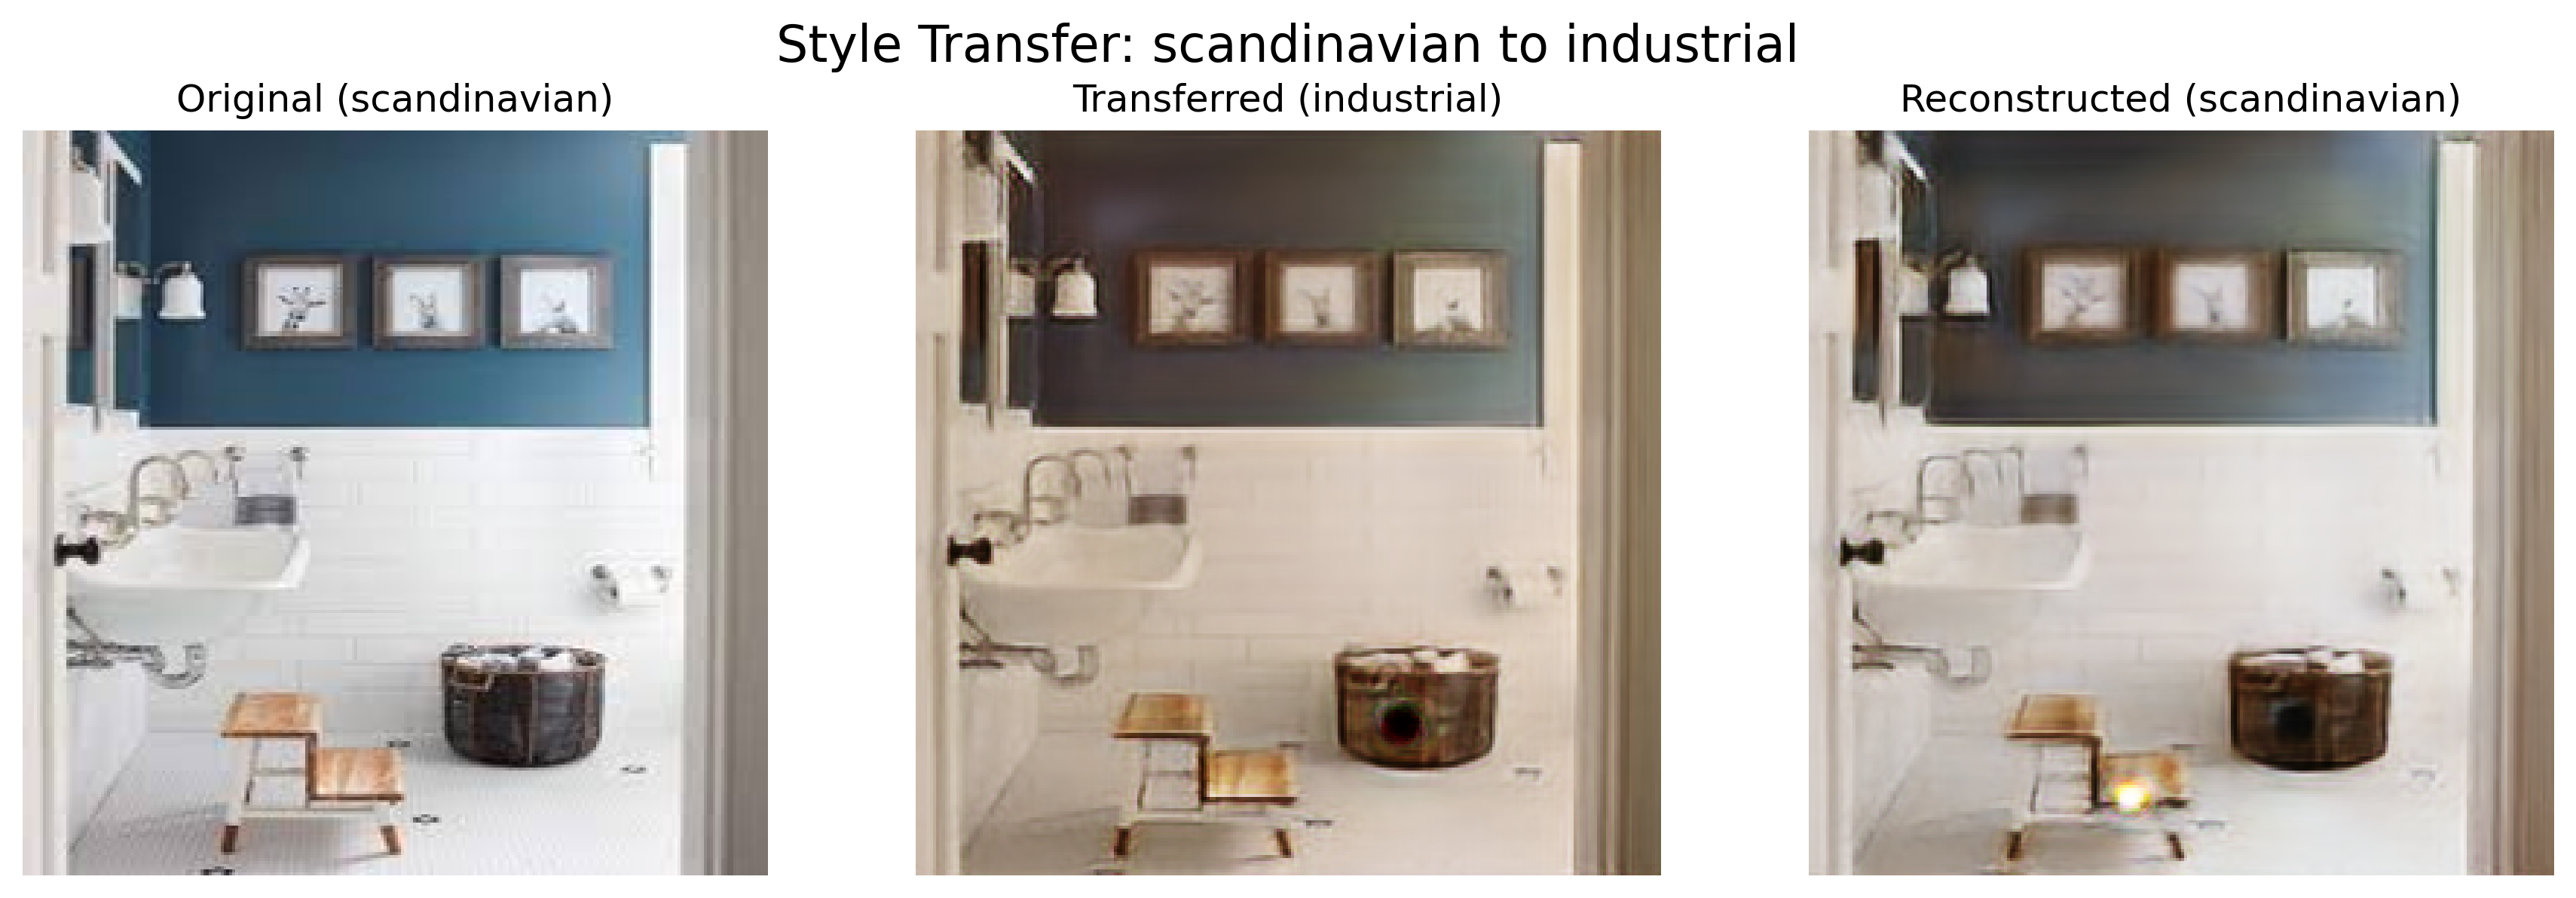 Style Transfer: scandinavian to industrial
Original (scandinavian)
Transferred (industrial)
Reconstructed (scandinavian)